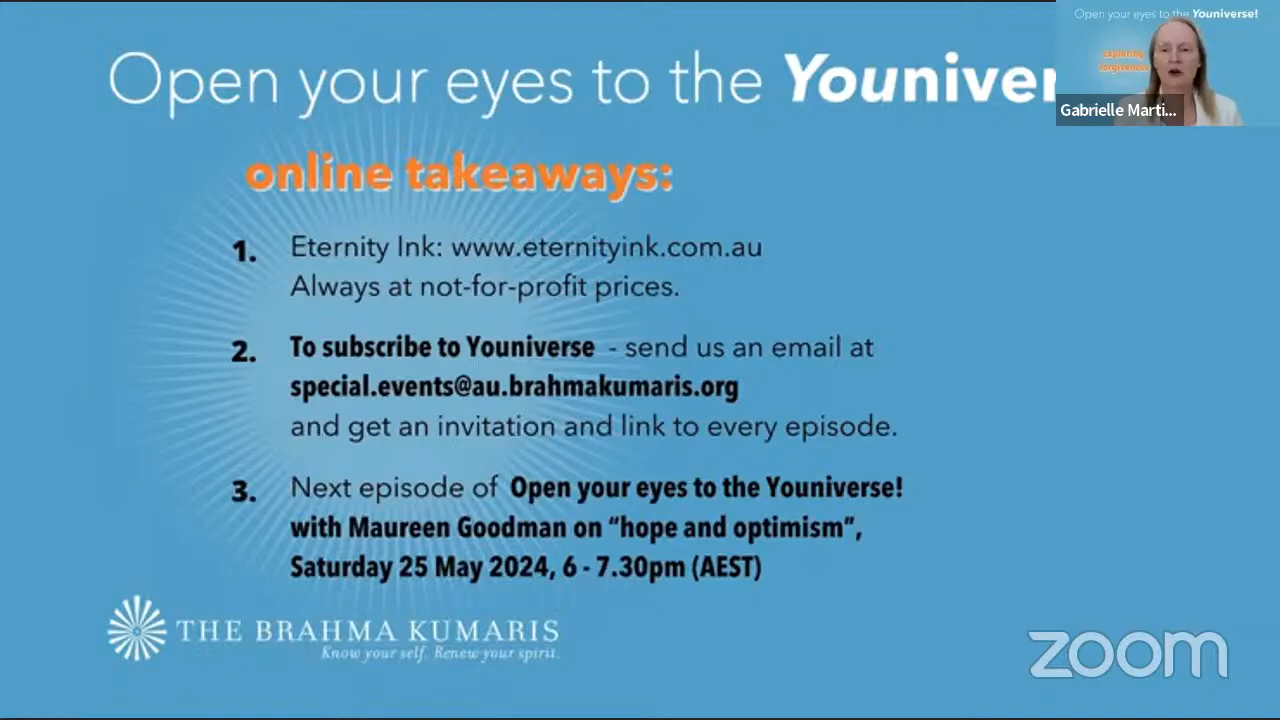 Open your eyes to the Youniver
Open your eyes to the Youniverse!
exploring
forgiveness
Gabrielle Marti...
online takeaways:
1. Eternity Ink: www.eternityink.com.au
Always at not-for-profit prices.
2. To subscribe to Youniverse - send us an email at
special.events@au.brahmakumaris.org
and get an invitation and link to every episode.
3. Next episode of Open your eyes to the Youniverse!
with Maureen Goodman on “hope and optimism”,
Saturday 25 May 2024, 6 - 7.30pm (AEST)
THE BRAHMA KUMARIS
Know your self. Renew your spirit.
zoom